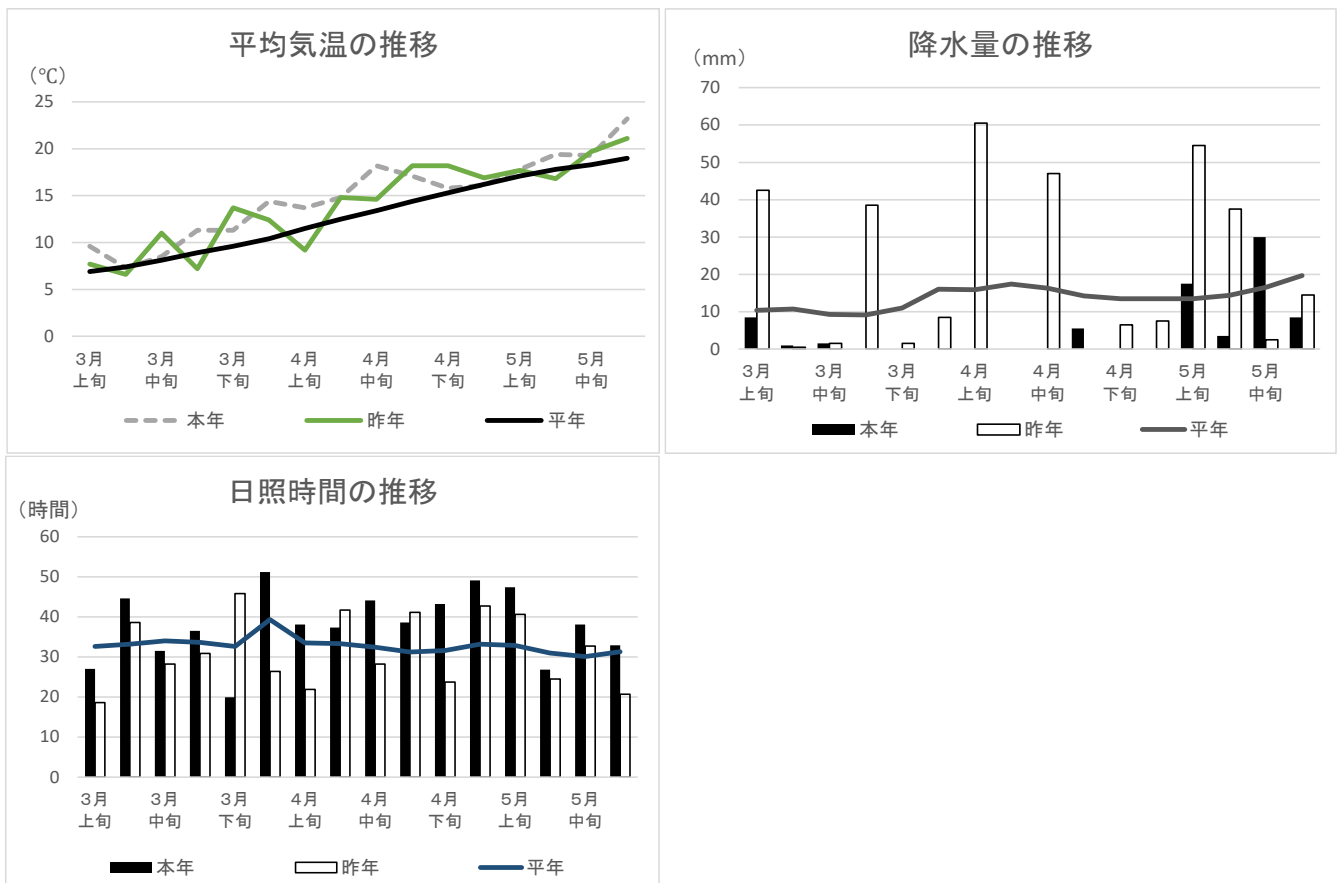 平均気温の推移
（℃）
25
20
15
10
5
0
３月 ３月 ３月 ４月 ４月 ４月 ５月 ５月
上旬 中旬 下旬 上旬 中旬 下旬 上旬 中旬
本年 昨年 平年
降水量の推移
（mm）
70
60
50
40
30
20
10
0
３月 ３月 ３月 ４月 ４月 ４月 ５月 ５月
上旬 中旬 下旬 上旬 中旬 下旬 上旬 中旬
本年 昨年 平年
日照時間の推移
（時間）
60
50
40
30
20
10
0
３月 ３月 ３月 ４月 ４月 ４月 ５月 ５月
上旬 中旬 下旬 上旬 中旬 下旬 上旬 中旬
本年 昨年 平年